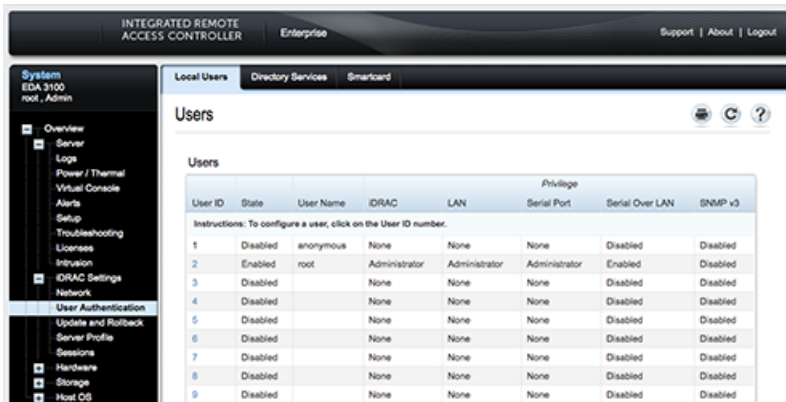 INTEGRATED REMOTE
ACCESS CONTROLLER
Enterprise
Support | About | Logout
System
EDA 3100
root , Admin
Overview
Server
Logs
Power / Thermal
Virtual Console
Alerts
Setup
Troubleshooting
Licenses
Intrusion
iDRAC Settings
Network
User Authentication
Update and Rollback
Server Profile
Sessions
Hardware
Storage
Host OS
Local Users Directory Services Smartcard
Users
Users
Privilege
User ID State User Name iDRAC LAN Serial Port Serial Over LAN SNMP v3
Instructions: To configure a user, click on the User ID number.
1 Disabled anonymous None None None Disabled Disabled
2 Enabled root Administrator Administrator Administrator Enabled Disabled
3 Disabled None None None Disabled Disabled
4 Disabled None None None Disabled Disabled
5 Disabled None None None Disabled Disabled
6 Disabled None None None Disabled Disabled
7 Disabled None None None Disabled Disabled
8 Disabled None None None Disabled Disabled
9 Disabled None None None Disabled Disabled